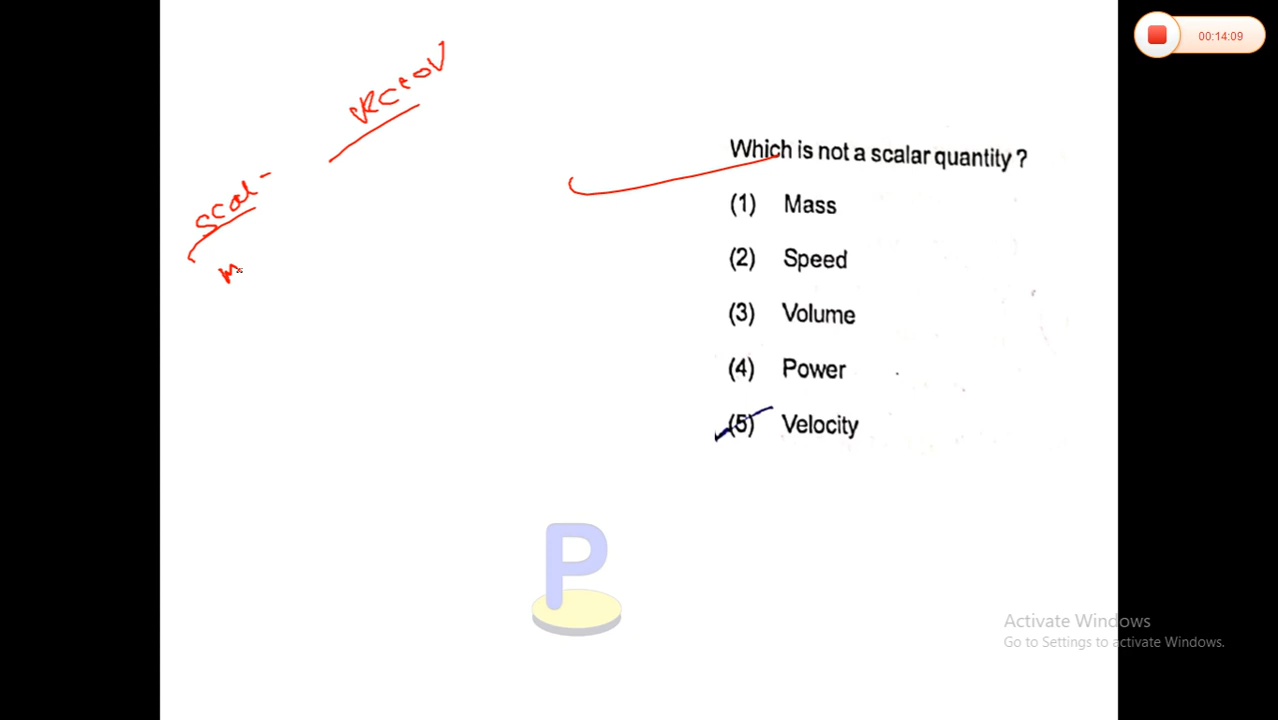 00:14:09
Which is not a scalar quantity ?
(1) Mass
(2) Speed
(3) Volume
(4) Power
(5) Velocity
scal-
m
P
Activate Windows
Go to Settings to activate Windows.